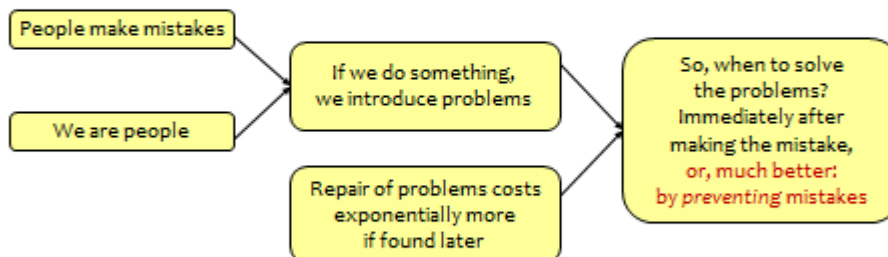 People make mistakes
We are people
If we do something,
we introduce problems
Repair of problems costs
exponentially more
if found later
So, when to solve
the problems?
Immediately after
making the mistake,
or, much better:
by preventing mistakes